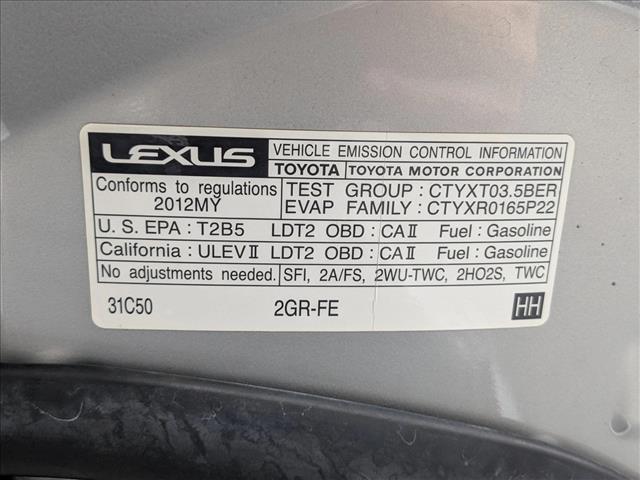 LEXUS
VEHICLE EMISSION CONTROL INFORMATION
TOYOTA TOYOTA MOTOR CORPORATION
Conforms to regulations
2012MY
TEST GROUP : CTYXT03.5BER
EVAP FAMILY : CTYXR0165P22
U. S. EPA : T2B5 LDT2 OBD : CAⅡ Fuel : Gasoline
California : ULEVⅡ LDT2 OBD : CAⅡ Fuel : Gasoline
No adjustments needed. SFI, 2A/FS, 2WU-TWC, 2HO2S, TWC
31C50 2GR-FE HH